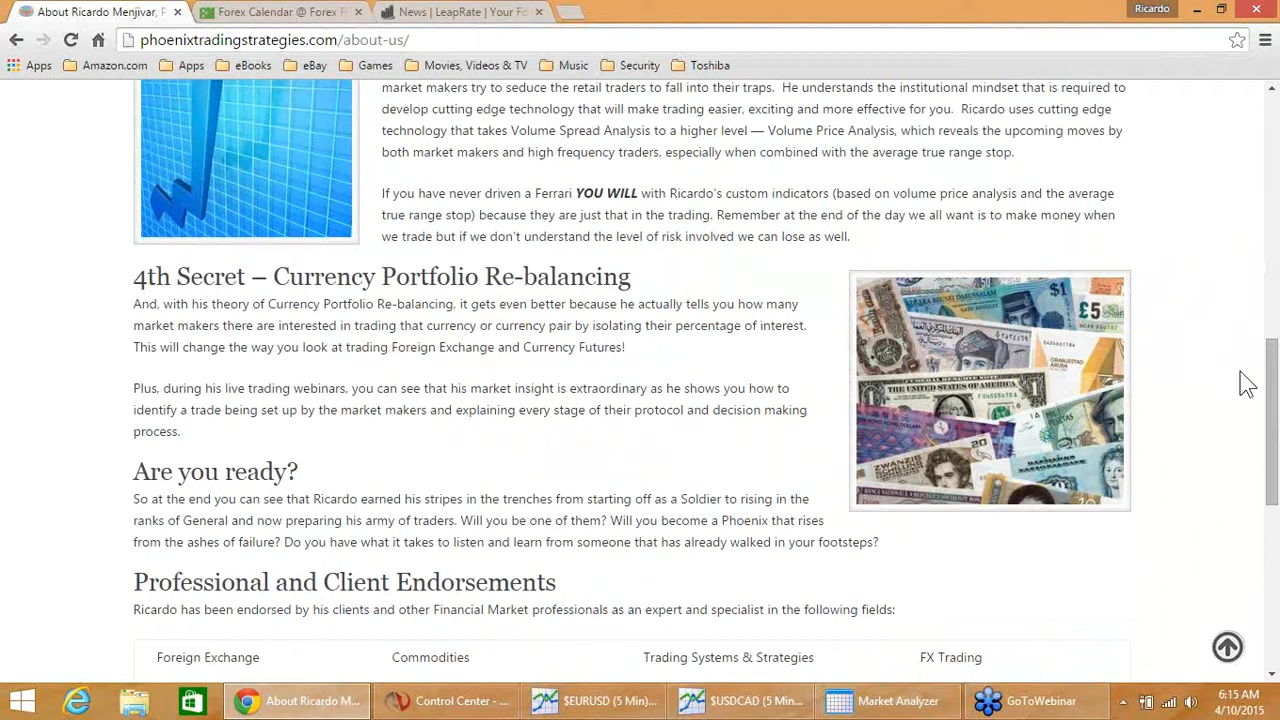 About Ricardo Menjivar, P
Forex Calendar @ Forex F
News | LeapRate | Your Fo
Ricardo
phoenixtradingstrategies.com/about-us/
Apps
Amazon.com
Apps
eBooks
eBay
Games
Movies, Videos & TV
Music
Security
Toshiba
market makers try to seduce the retail traders to fall into their traps. He understands the institutional mindset that is required to
develop cutting edge technology that will make trading easier, exciting and more effective for you. Ricardo uses cutting edge
technology that takes Volume Spread Analysis to a higher level — Volume Price Analysis, which reveals the upcoming moves by
both market makers and high frequency traders, especially when combined with the average true range stop.
If you have never driven a Ferrari YOU WILL with Ricardo's custom indicators (based on volume price analysis and the average
true range stop) because they are just that in the trading. Remember at the end of the day we all want is to make money when
we trade but if we don't understand the level of risk involved we can lose as well.
4th Secret – Currency Portfolio Re-balancing
And, with his theory of Currency Portfolio Re-balancing, it gets even better because he actually tells you how many
market makers there are interested in trading that currency or currency pair by isolating their percentage of interest.
This will change the way you look at trading Foreign Exchange and Currency Futures!
Plus, during his live trading webinars, you can see that his market insight is extraordinary as he shows you how to
identify a trade being set up by the market makers and explaining every stage of their protocol and decision making
process.
$1
£5
THE UNITED STATES OF AMERICA
20
ZWANZIG
10
Are you ready?
So at the end you can see that Ricardo earned his stripes in the trenches from starting off as a Soldier to rising in the
ranks of General and now preparing his army of traders. Will you be one of them? Will you become a Phoenix that rises
from the ashes of failure? Do you have what it takes to listen and learn from someone that has already walked in your footsteps?
Professional and Client Endorsements
Ricardo has been endorsed by his clients and other Financial Market professionals as an expert and specialist in the following fields:
Foreign Exchange
Commodities
Trading Systems & Strategies
FX Trading
About Ricardo M...
Control Center - ...
$EURUSD (5 Min)...
$USDCAD (5 Min...
Market Analyzer
GoToWebinar
6:15 AM
4/10/2015